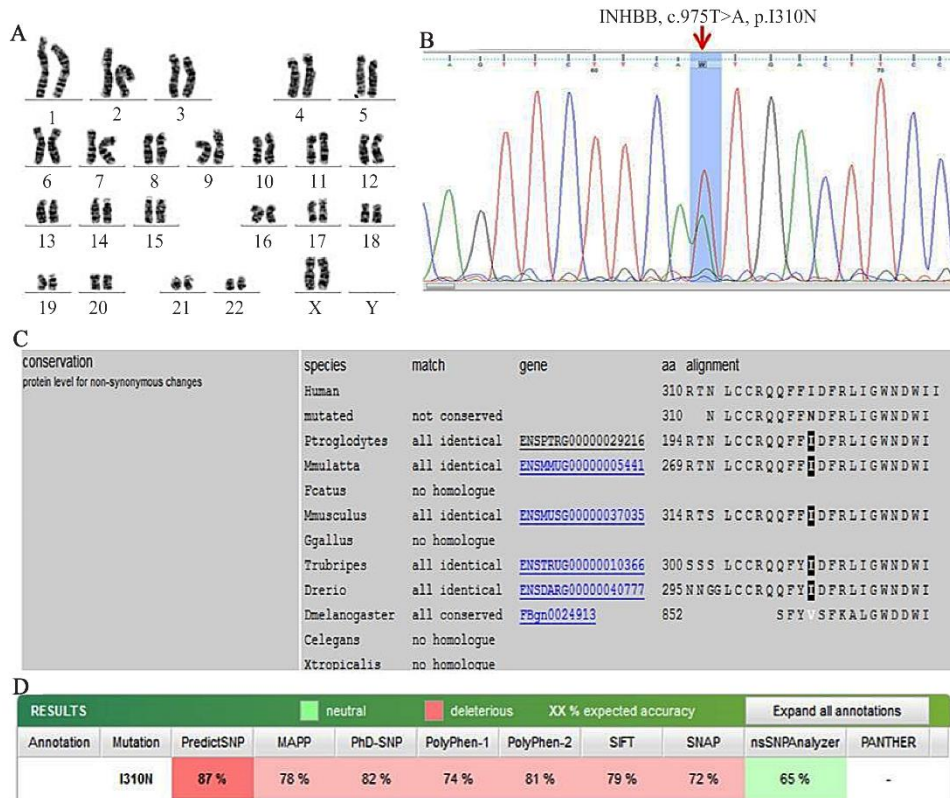 A
1 2 3 4 5
6 7 8 9 10 11 12
13 14 15 16 17 18
19 20 21 22 X Y
INHBB, c.975T>A, p.I310N
B
A G T T C T T C A W T G A C T T C C
60 70
C
conservation
protein level for non-synonymous changes
species match gene aa alignment
Human 310 RTN LCCRQQFFIDFRLIGWNDWII
mutated not conserved 310 N LCCRQQFFNDFRLIGWNDWI
Ptroglodytes all identical ENSPTRG00000029216 194 RTN LCCRQQFFIDFRLIGWNDWI
Mmulatta all identical ENSMMUG00000005441 269 RTN LCCRQQFFIDFRLIGWNDWI
Fcatus no homologue
Mmusculus all identical ENSMUSG00000037035 314 RTS LCCRQQFFIDFRLIGWNDWI
Ggallus no homologue
Trubripes all identical ENSTRUG00000010366 300 SSS LCCRQQFYIDFRLIGWNDWI
Drerio all identical ENSDARG00000040777 295 NNGGLCCRQQFYIDFRLIGWNDWI
Dmelanogaster all conserved FBgn0024913 852 SFYVSFKALGWDDWI
Celegans no homologue
Xtropicalis no homologue
D
RESULTS neutral deleterious XX % expected accuracy Expand all annotations
Annotation Mutation PredictSNP MAPP PhD-SNP PolyPhen-1 PolyPhen-2 SIFT SNAP nsSNPAnalyzer PANTHER
I310N 87 % 78 % 82 % 74 % 81 % 79 % 72 % 65 % -